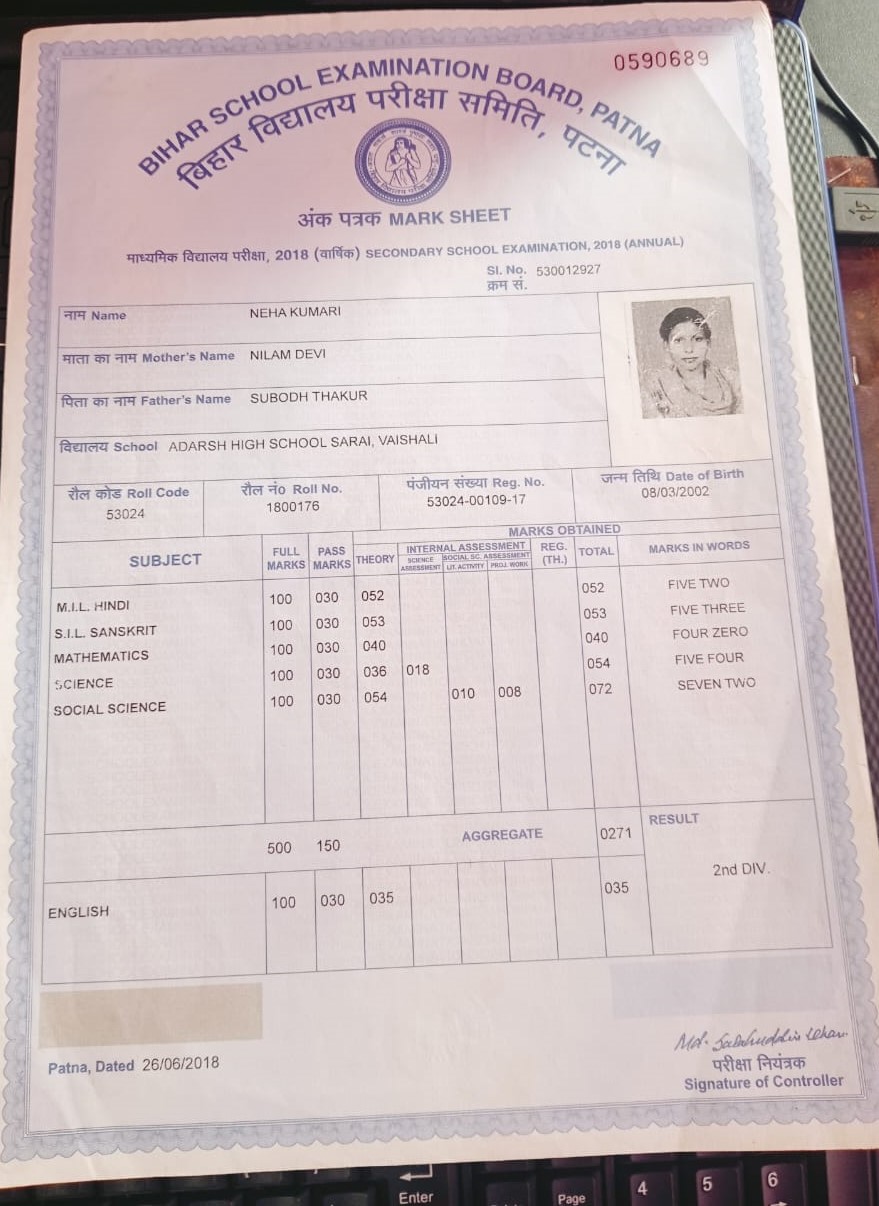 0590689
BIHAR SCHOOL EXAMINATION BOARD, PATNA
बिहार विद्यालय परीक्षा समिति, पटना
अंक पत्रक MARK SHEET
माध्यमिक विद्यालय परीक्षा, 2018 (वार्षिक) SECONDARY SCHOOL EXAMINATION, 2018 (ANNUAL)
Sl. No. 530012927
क्रम सं.
नाम Name NEHA KUMARI
माता का नाम Mother's Name NILAM DEVI
पिता का नाम Father's Name SUBODH THAKUR
विद्यालय School ADARSH HIGH SCHOOL SARAI, VAISHALI
रौल कोड Roll Code रौल नं० Roll No. पंजीयन संख्या Reg. No. जन्म तिथि Date of Birth
53024 1800176 53024-00109-17 08/03/2002
MARKS OBTAINED
SUBJECT FULL MARKS PASS MARKS THEORY INTERNAL ASSESSMENT SCIENCE ASSESSMENT SOCIAL SC. ASSESSMENT LIT. ACTIVITY PROJ. WORK REG. (TH.) TOTAL MARKS IN WORDS
M.I.L. HINDI 100 030 052 052 FIVE TWO
S.I.L. SANSKRIT 100 030 053 053 FIVE THREE
MATHEMATICS 100 030 040 040 FOUR ZERO
SCIENCE 100 030 036 018 054 FIVE FOUR
SOCIAL SCIENCE 100 030 054 010 008 072 SEVEN TWO
500 150 AGGREGATE 0271 RESULT
2nd DIV.
ENGLISH 100 030 035 035
Patna, Dated 26/06/2018
परीक्षा नियंत्रक
Signature of Controller
Enter
Page
4
5
6